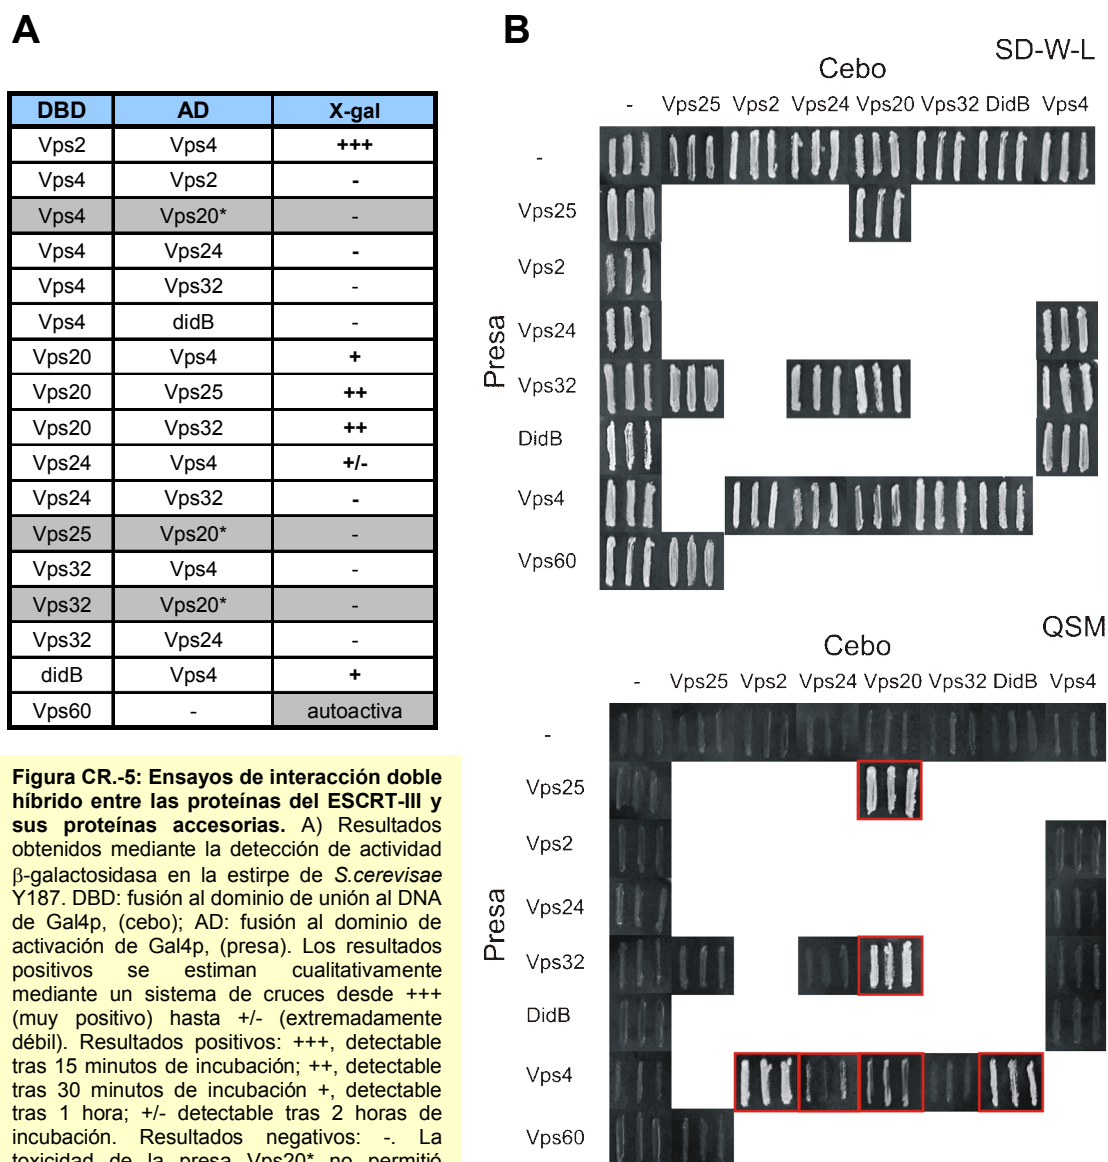 A
DBD AD X-gal
Vps2 Vps4 +++
Vps4 Vps2 -
Vps4 Vps20* -
Vps4 Vps24 -
Vps4 Vps32 -
Vps4 didB -
Vps20 Vps4 +
Vps20 Vps25 ++
Vps20 Vps32 ++
Vps24 Vps4 +/-
Vps24 Vps32 -
Vps25 Vps20* -
Vps32 Vps4 -
Vps32 Vps20* -
Vps32 Vps24 -
didB Vps4 +
Vps60 - autoactiva
Figura CR.-5: Ensayos de interacción doble
híbrido entre las proteínas del ESCRT-III y
sus proteínas accesorias. A) Resultados
obtenidos mediante la detección de actividad
β-galactosidasa en la estirpe de S.cerevisae
Y187. DBD: fusión al dominio de unión al DNA
de Gal4p, (cebo); AD: fusión al dominio de
activación de Gal4p, (presa). Los resultados
positivos se estiman cualitativamente
mediante un sistema de cruces desde +++
(muy positivo) hasta +/- (extremadamente
débil). Resultados positivos: +++, detectable
tras 15 minutos de incubación; ++, detectable
tras 30 minutos de incubación +, detectable
tras 1 hora; +/- detectable tras 2 horas de
incubación. Resultados negativos: -. La
toxicidad de la presa Vps20* no permitió
B
SD-W-L
Cebo
- Vps25 Vps2 Vps24 Vps20 Vps32 DidB Vps4
Presa
-
Vps25
Vps2
Vps24
Vps32
DidB
Vps4
Vps60
QSM
Cebo
- Vps25 Vps2 Vps24 Vps20 Vps32 DidB Vps4
Presa
-
Vps25
Vps2
Vps24
Vps32
DidB
Vps4
Vps60